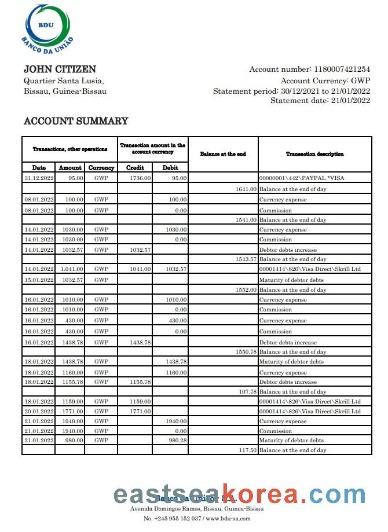 BDU
BANCO DA UNIÃO
JOHN CITIZEN
Quartier Santa Lusia,
Bissau, Guinea-Bissau
Account number: 1180007421254
Account Currency: GWP
Statement period: 30/12/2021 to 21/01/2022
Statement date: 21/01/2022
ACCOUNT SUMMARY
Transactions, other operations Transaction amount in the account currency Balance at the end Transaction description
Date Amount Currency Credit Debit
31.12.2022 95.00 GWP 1736.00 95.00 00000001\442\PAYPAL *VISA
1641.00 Balance at the end of day
08.01.2022 100.00 GWP 100.00 Currency expense
08.01.2022 100.00 GWP 0.00 Commission
1541.00 Balance at the end of day
14.01.2022 1030.00 GWP 1030.00 Currency expense
14.01.2022 1030.00 GWP 0.00 Commission
14.01.2022 1032.57 GWP 1032.57 Debtor debts increase
1543.57 Balance at the end of day
14.01.2022 1,041.00 GWP 1041.00 1032.57 00001414\826\Visa Direct\Skrill Ltd
15.01.2022 1032.57 GWP Maturity of debtor debts
1552.00 Balance at the end of day
16.01.2022 1010.00 GWP 1010.00 Currency expense
16.01.2022 1010.00 GWP 0.00 Commission
16.01.2022 430.00 GWP 430.00 Currency expense
16.01.2022 430.00 GWP 0.00 Commission
16.01.2022 1438.78 GWP 1438.78 Debtor debts increase
1550.78 Balance at the end of day
18.01.2022 1438.78 GWP 1438.78 Maturity of debtor debts
18.01.2022 1160.00 GWP 1160.00 Currency expense
18.01.2022 1155.78 GWP 1155.78 Debtor debts increase
107.78 Balance at the end of day
18.01.2022 1159.00 GWP 1159.00 00001414\826\Visa Direct\Skrill Ltd
20.01.2022 1771.00 GWP 1771.00 00001414\826\Visa Direct\Skrill Ltd
21.01.2022 1940.00 GWP 1940.00 Currency expense
21.01.2022 1940.00 GWP 0.00 Commission
21.01.2022 980.00 GWP 980.28 Maturity of debtor debts
117.50 Balance at the end of day
eastseakorea.com
Avenida Domingos Ramos, Bissau, Guinea-Bissau
No. +245 955 152 037 / www.bdu-sa.com